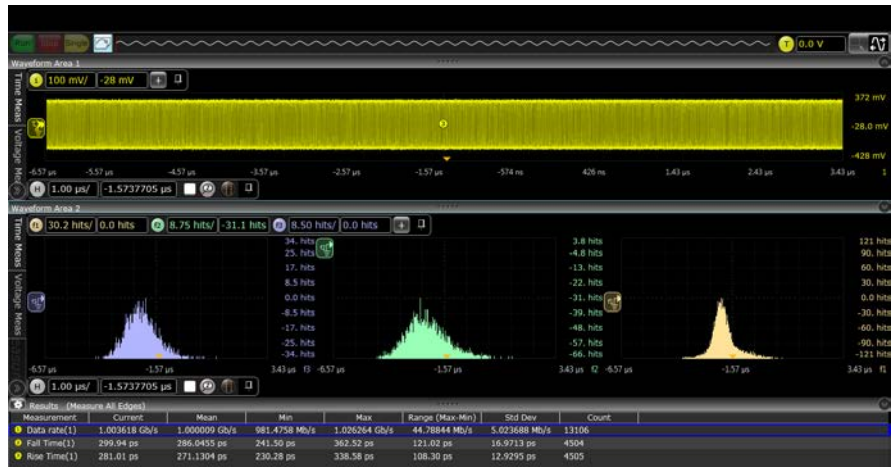 Run Stop Single T 0.0 V
Waveform Area 1
Time Meas
Voltage Me
1 100 mV/ -28 mV +
372 mV
-28.0 mV
-428 mV
-6.57 µs -5.57 µs -4.57 µs -3.57 µs -2.57 µs -1.57 µs -574 ns 426 ns 1.43 µs 2.43 µs 3.43 µs 1
H 1.00 µs/ -1.5737705 µs
Waveform Area 2
Time Meas
Voltage Meas
f1 30.2 hits/ 0.0 hits f2 8.75 hits/ -31.1 hits f3 8.50 hits/ 0.0 hits +
34. hits 3.8 hits 121 hits
25. hits -4.8 hits 90. hits
17. hits -13. hits 60. hits
8.5 hits -22. hits 30. hits
0.0 hits -31. hits 0.0 hits
-8.5 hits -39. hits -30. hits
-17. hits -48. hits -60. hits
-25. hits -57. hits -90. hits
-34. hits -66. hits -121 hits
-6.57 µs -1.57 µs 3.43 µs f3 -6.57 µs -1.57 µs 3.43 µs f2 -6.57 µs -1.57 µs 3.43 µs f1
H 1.00 µs/ -1.5737705 µs
Results (Measure All Edges)
Measurement Current Mean Min Max Range (Max-Min) Std Dev Count
Data rate(1) 1.003618 Gb/s 1.000009 Gb/s 981.4758 Mb/s 1.026264 Gb/s 44.78844 Mb/s 5.023688 Mb/s 13106
Fall Time(1) 299.94 ps 286.0455 ps 241.50 ps 362.52 ps 121.02 ps 16.9713 ps 4504
Rise Time(1) 281.01 ps 271.1304 ps 230.28 ps 338.58 ps 108.30 ps 12.9295 ps 4505